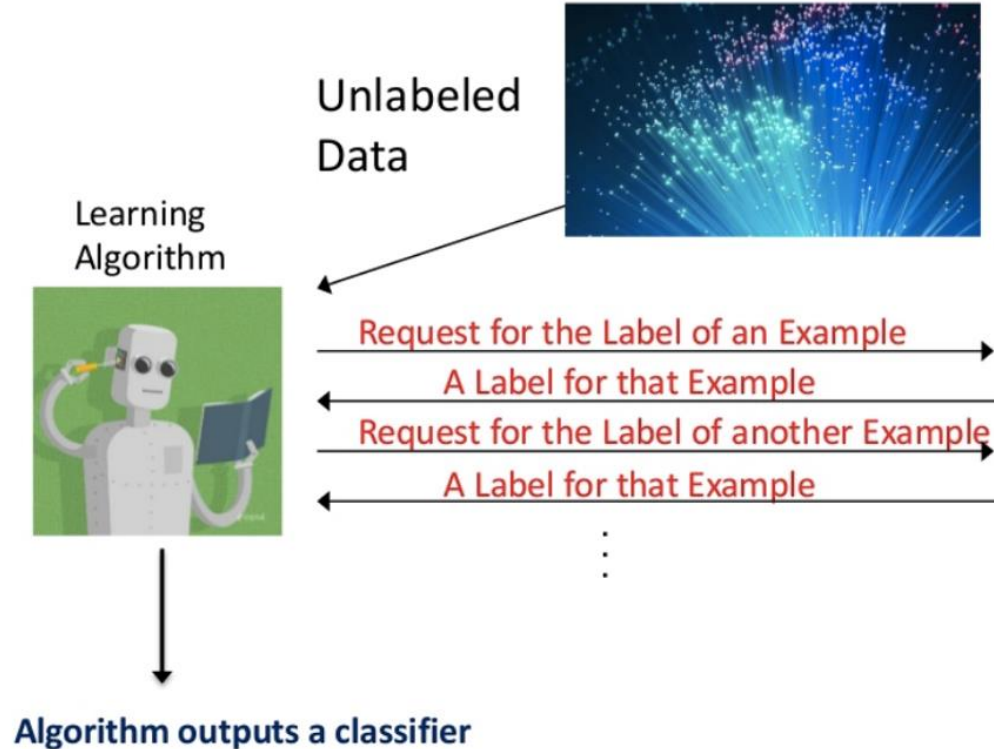 Unlabeled
Data
Learning
Algorithm
Request for the Label of an Example
A Label for that Example
Request for the Label of another Example
A Label for that Example
Algorithm outputs a classifier